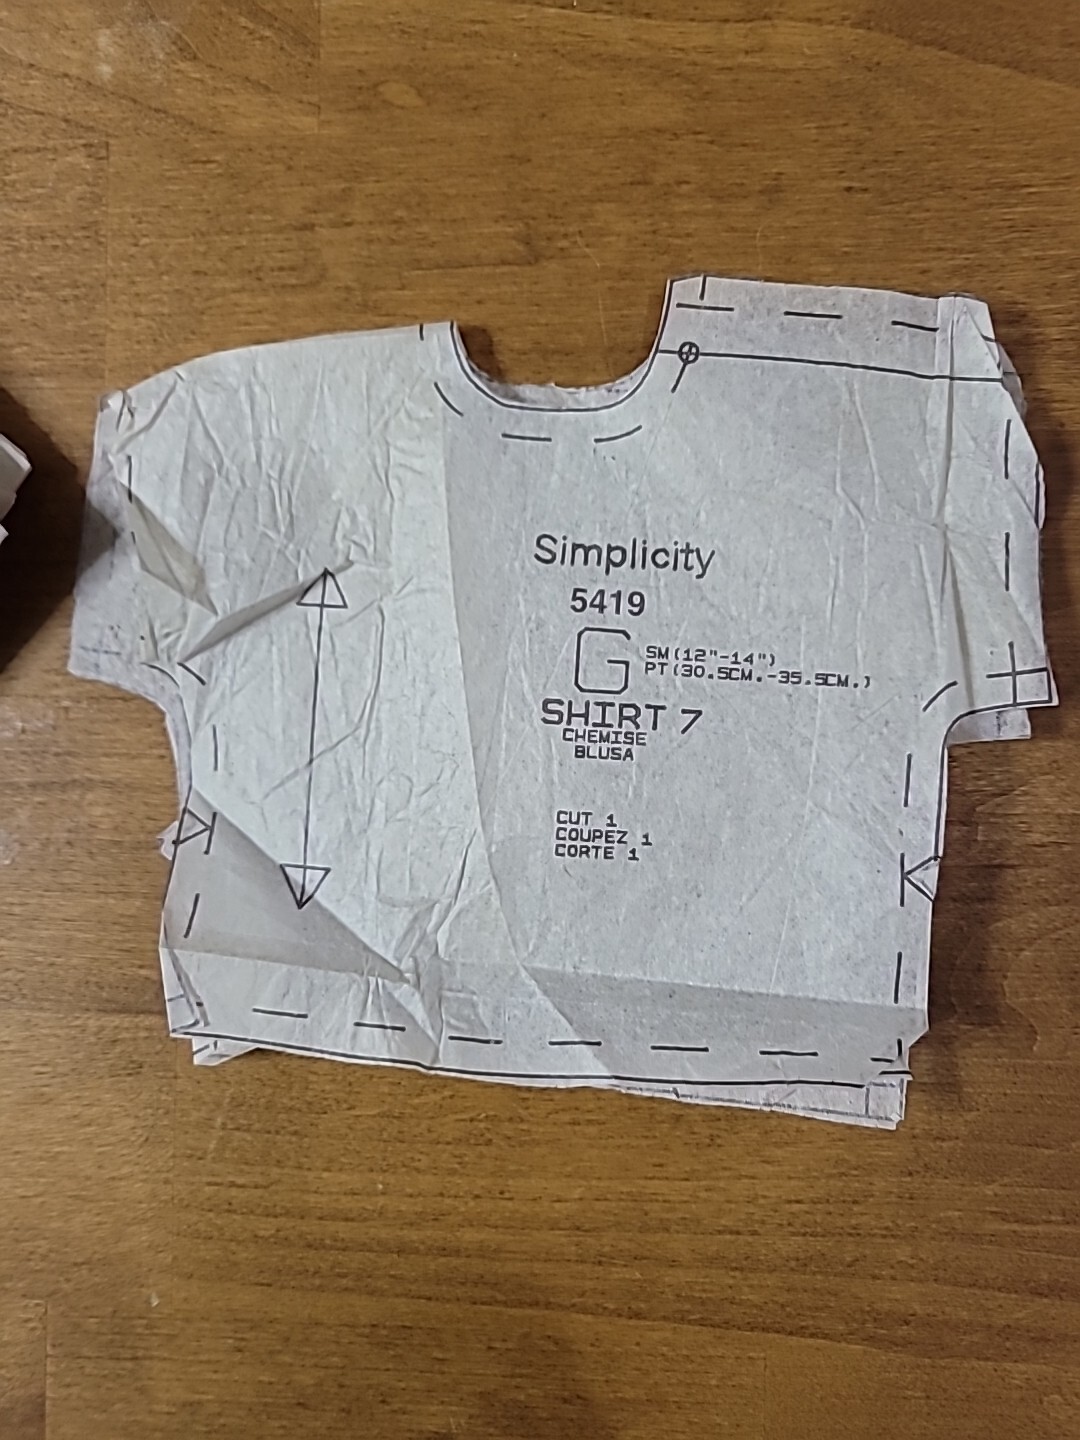 Simplicity
5419
G
SM(12"-14")
PT(30.5CM.-35.5CM.)
SHIRT 7
CHEMISE
BLUSA
CUT 1
COUPEZ 1
CORTE 1